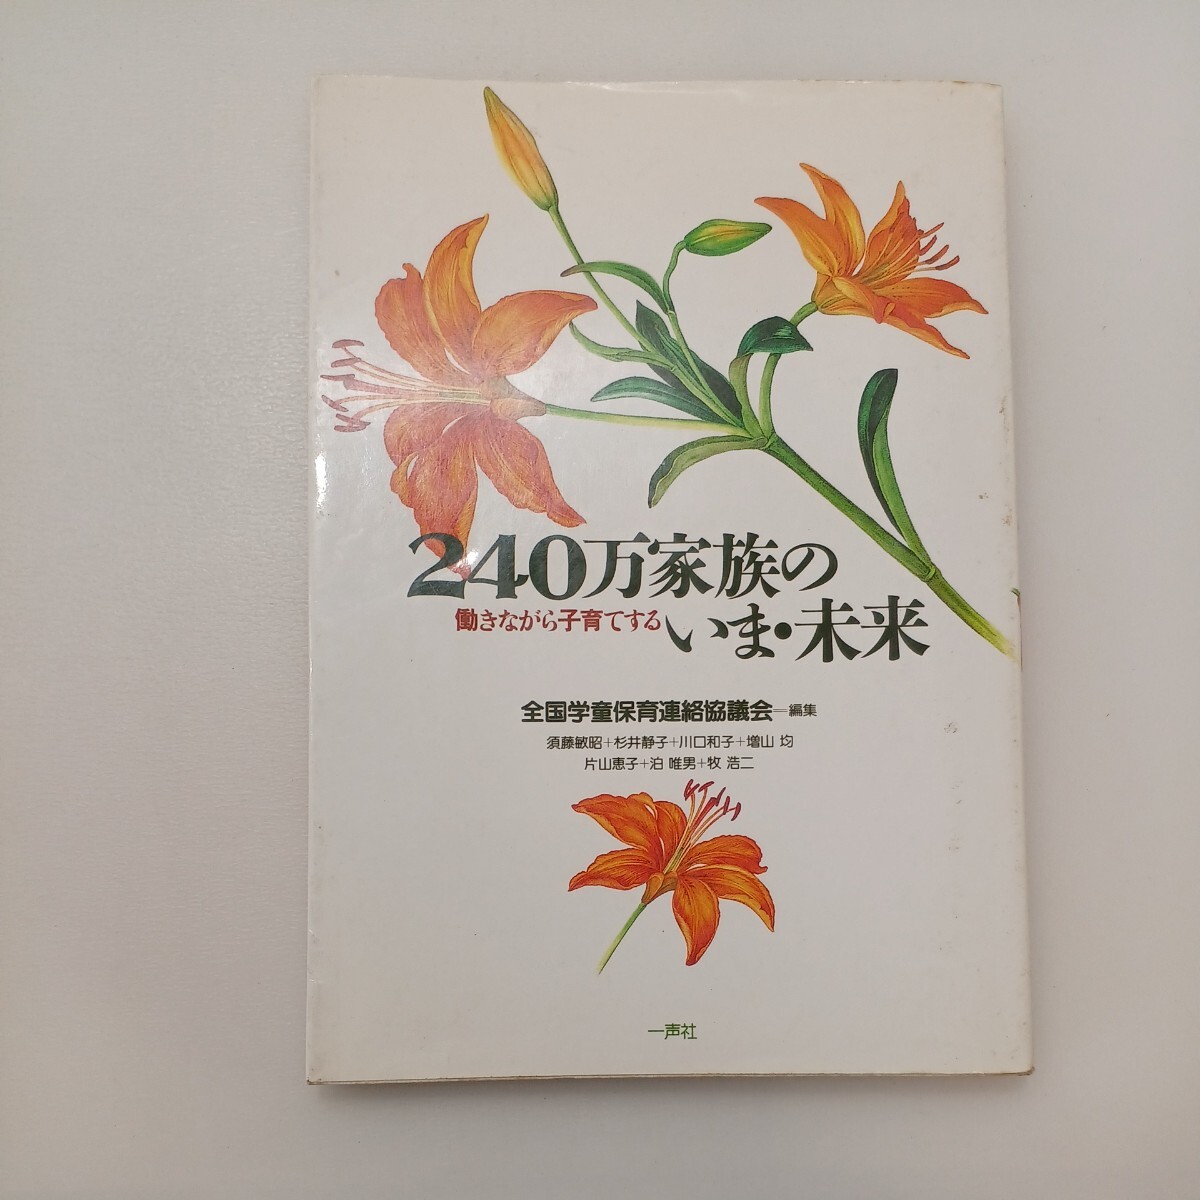 240万家族の
働きながら子育てする
いま・未来
全国学童保育連絡協議会=編集
須藤敏昭+杉井静子+川口和子+増山 均
片山恵子+泊 唯男+牧 浩二
一声社